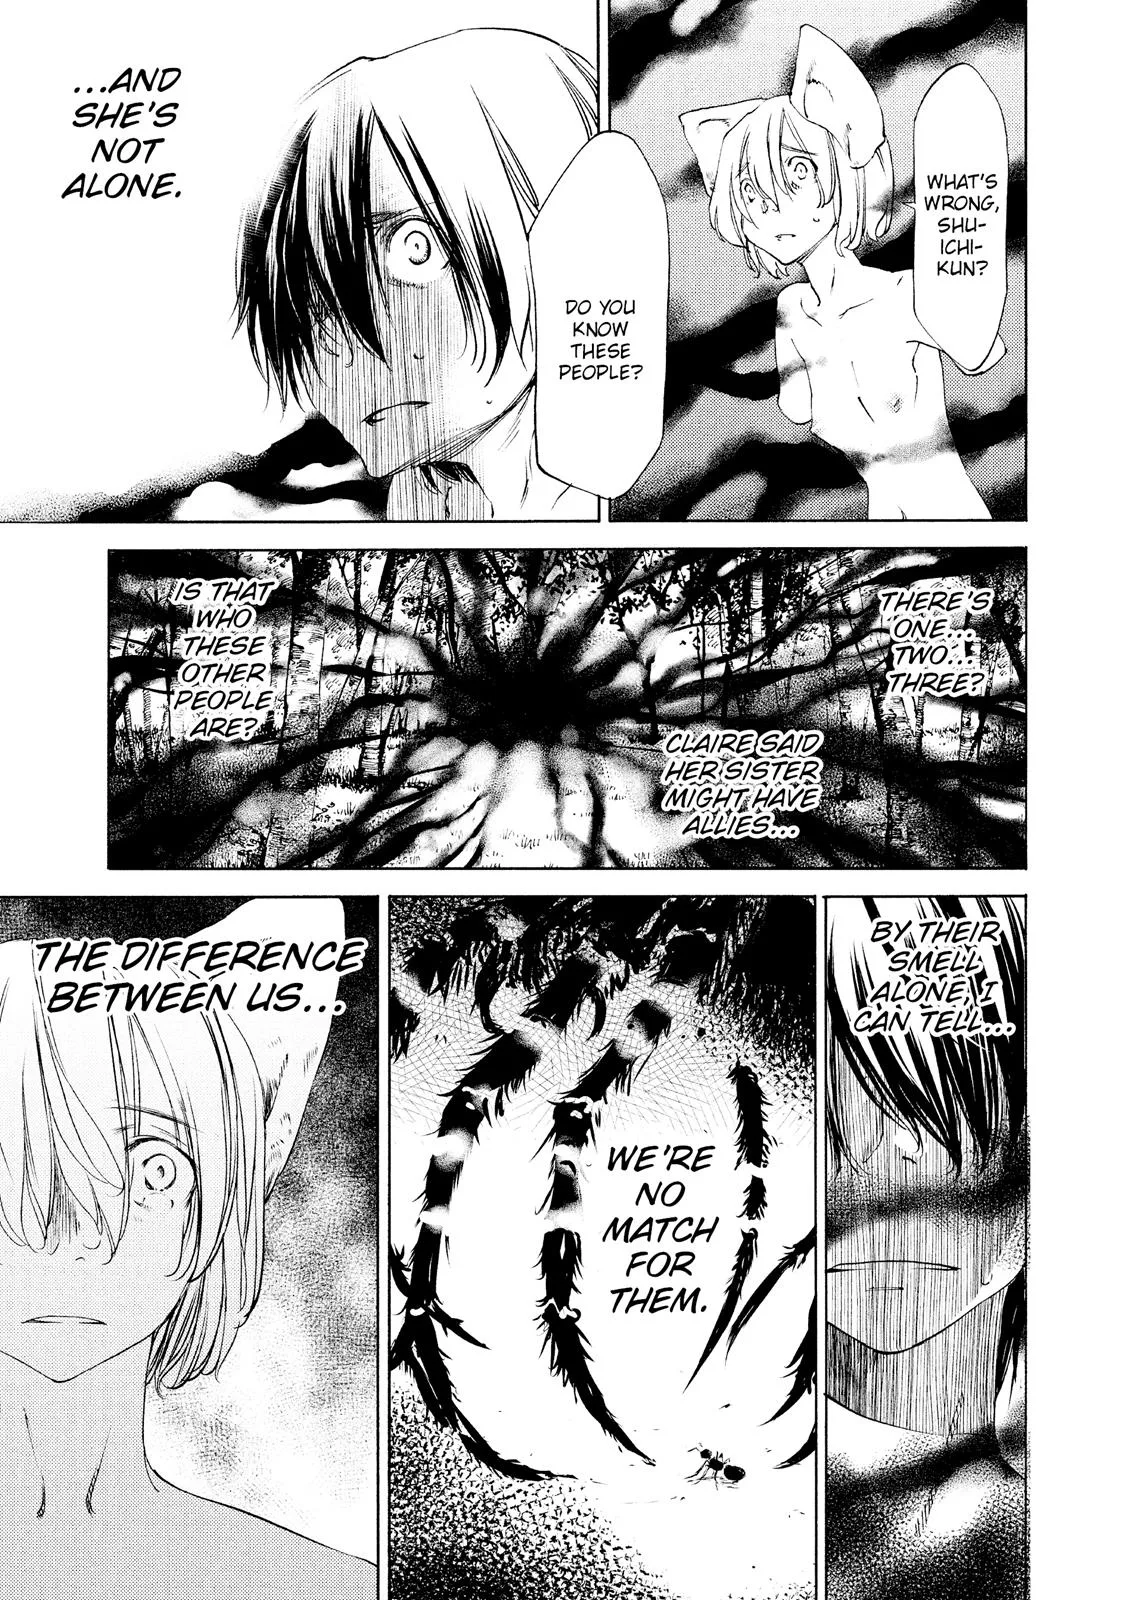 WHAT'S
WRONG,
SHU-
ICHI-
KUN?
DO YOU
KNOW
THESE
PEOPLE?
...AND
SHE'S
NOT
ALONE.
THERE'S
ONE...
TWO...
THREE?
CLAIRE SAID
HER SISTER
MIGHT HAVE
ALLIES...
IS THAT
WHO
THESE
OTHER
PEOPLE
ARE?
BY THEIR
SMELL
ALONE, I
CAN TELL...
WE'RE
NO
MATCH
FOR
THEM.
THE DIFFERENCE
BETWEEN US...